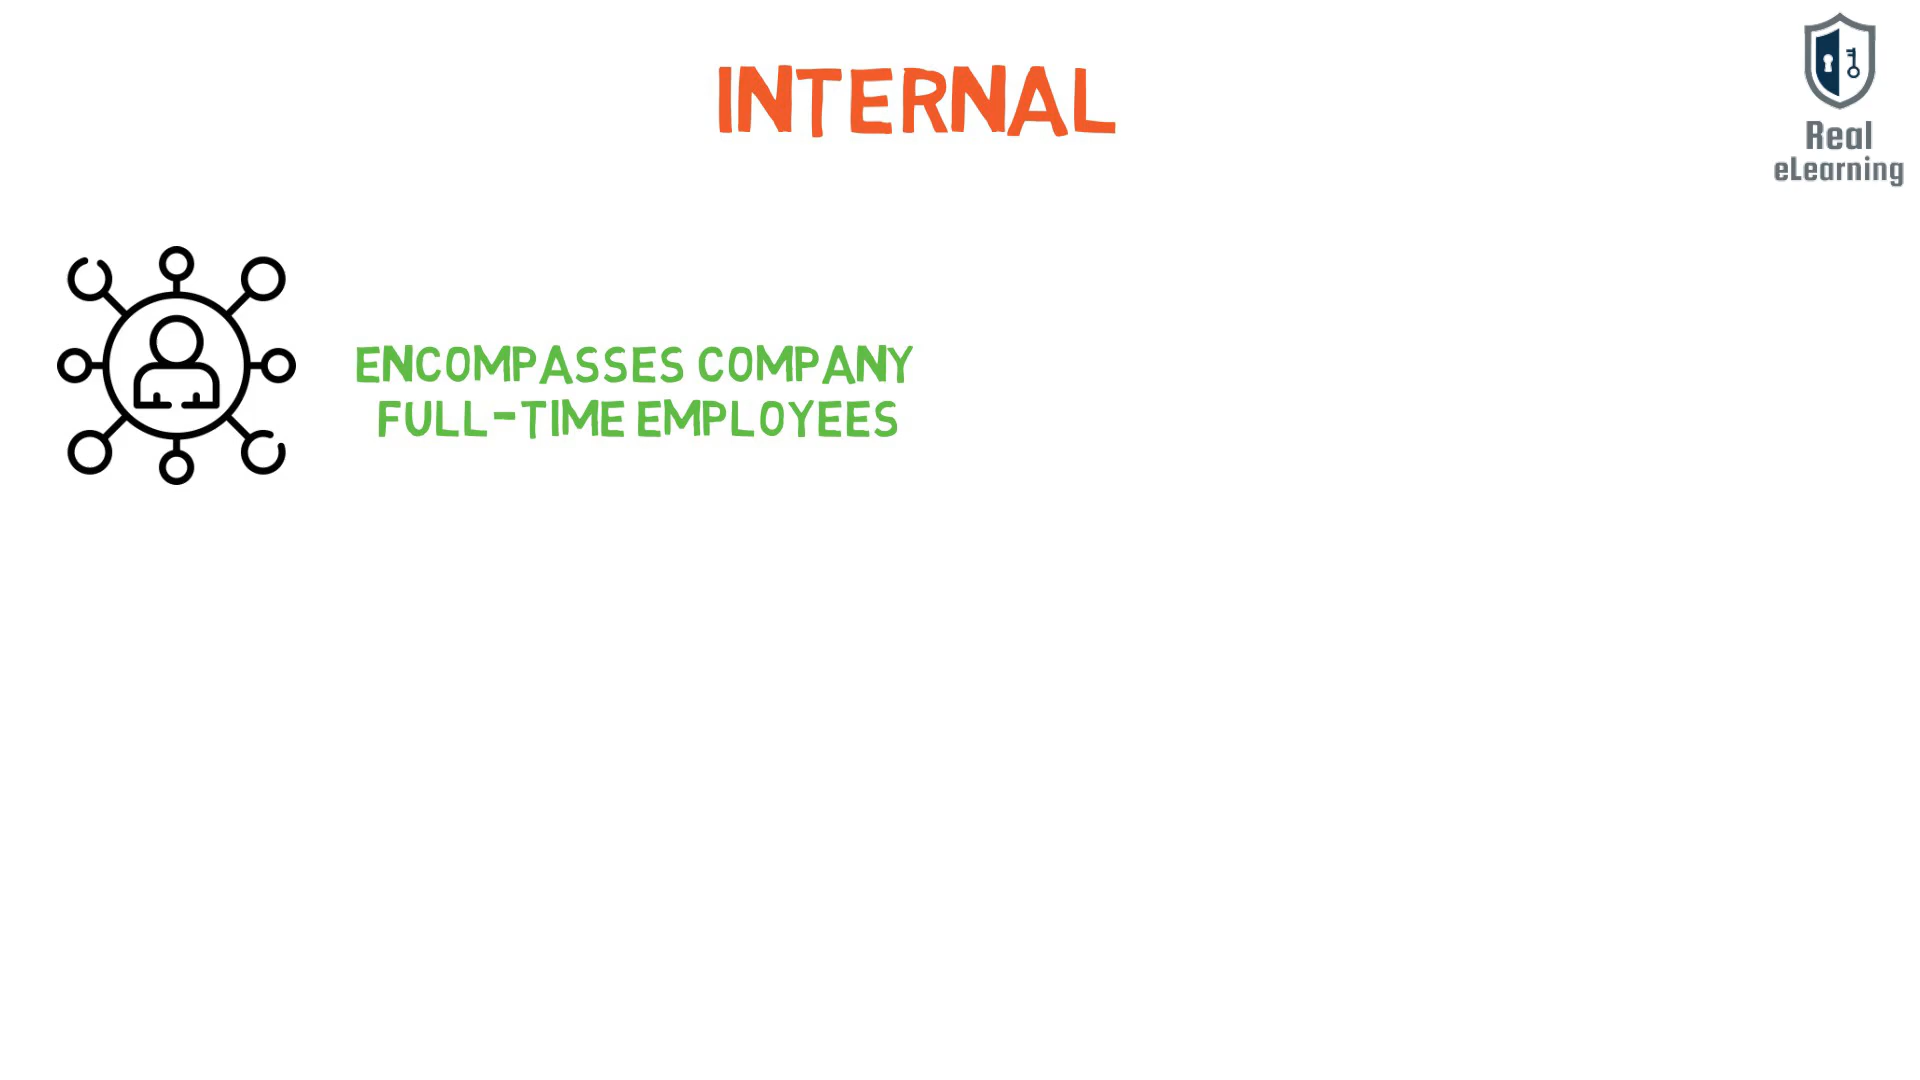 INTERNAL
Real
eLearning
ENCOMPASSES COMPANY
FULL-TIME EMPLOYEES